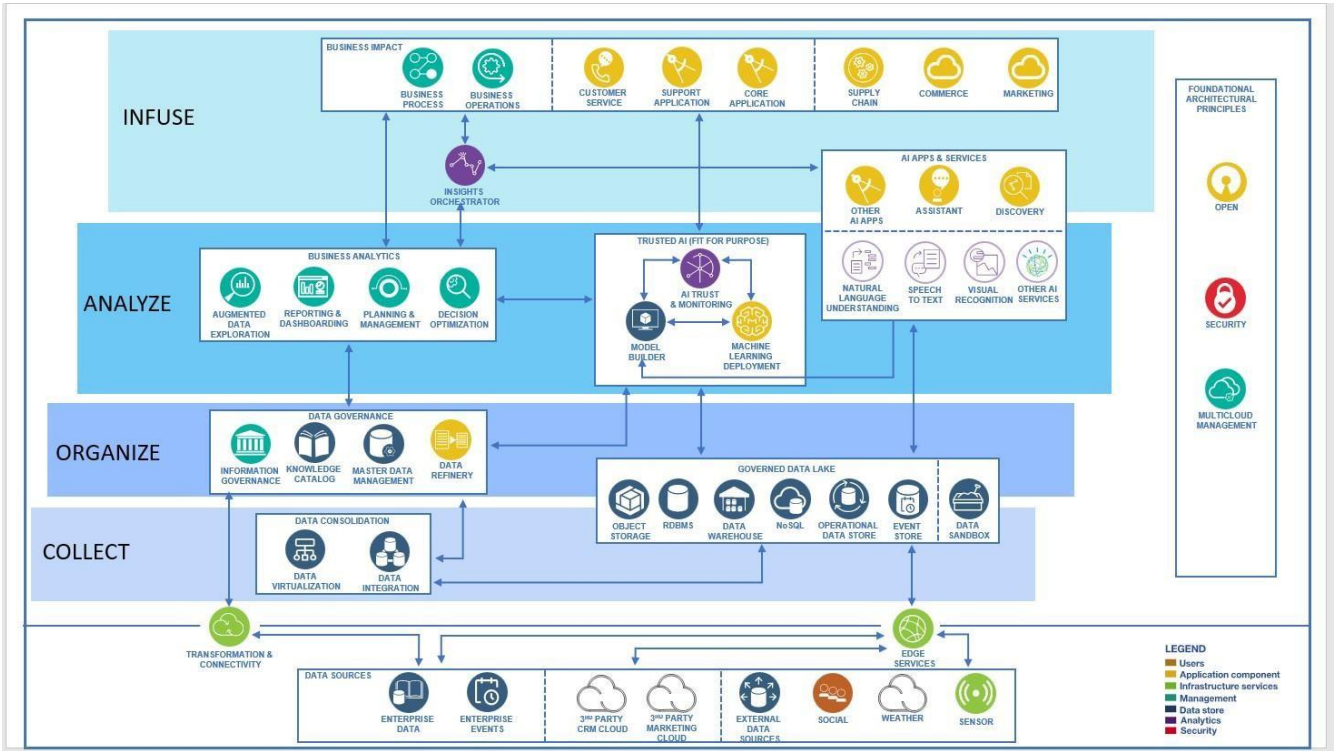 INFUSE
BUSINESS IMPACT
BUSINESS
PROCESS
BUSINESS
OPERATIONS
CUSTOMER
SERVICE
SUPPORT
APPLICATION
CORE
APPLICATION
SUPPLY
CHAIN
COMMERCE
MARKETING
INSIGHTS
ORCHESTRATOR
AI APPS & SERVICES
OTHER
AI APPS
ASSISTANT
DISCOVERY
NATURAL
LANGUAGE
UNDERSTANDING
SPEECH
TO TEXT
VISUAL
RECOGNITION
OTHER AI
SERVICES
FOUNDATIONAL
ARCHITECTURAL
PRINCIPLES
OPEN
SECURITY
MULTICLOUD
MANAGEMENT
ANALYZE
BUSINESS ANALYTICS
AUGMENTED
DATA
EXPLORATION
REPORTING &
DASHBOARDING
PLANNING &
MANAGEMENT
DECISION
OPTIMIZATION
TRUSTED AI (FIT FOR PURPOSE)
AI TRUST
& MONITORING
MODEL
BUILDER
MACHINE
LEARNING
DEPLOYMENT
ORGANIZE
DATA GOVERNANCE
INFORMATION
GOVERNANCE
KNOWLEDGE
CATALOG
MASTER DATA
MANAGEMENT
DATA
REFINERY
GOVERNED DATA LAKE
OBJECT
STORAGE
RDBMS
DATA
WAREHOUSE
NoSQL
OPERATIONAL
DATA STORE
EVENT
STORE
DATA
SANDBOX
COLLECT
DATA CONSOLIDATION
DATA
VIRTUALIZATION
DATA
INTEGRATION
TRANSFORMATION &
CONNECTIVITY
EDGE
SERVICES
DATA SOURCES
ENTERPRISE
DATA
ENTERPRISE
EVENTS
3RD PARTY
CRM CLOUD
3RD PARTY
MARKETING
CLOUD
EXTERNAL
DATA
SOURCES
SOCIAL
WEATHER
SENSOR
LEGEND
Users
Application component
Infrastructure services
Management
Data store
Analytics
Security